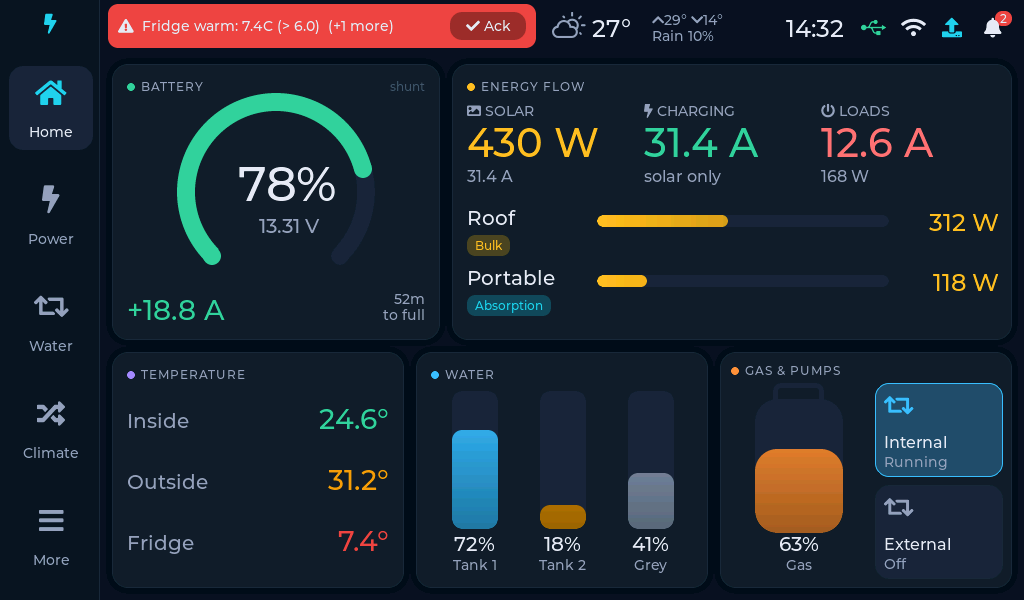 Fridge warm: 7.4C (> 6.0)  (+1 more)
Ack
27°
29° 14°
Rain 10%
14:32
2
Home
Power
Water
Climate
More
BATTERY
shunt
78%
13.31 V
+18.8 A
52m
to full
ENERGY FLOW
SOLAR
430 W
31.4 A
CHARGING
31.4 A
solar only
LOADS
12.6 A
168 W
Roof
Bulk
312 W
Portable
Absorption
118 W
TEMPERATURE
Inside
24.6°
Outside
31.2°
Fridge
7.4°
WATER
72%
Tank 1
18%
Tank 2
41%
Grey
GAS & PUMPS
63%
Gas
Internal
Running
External
Off